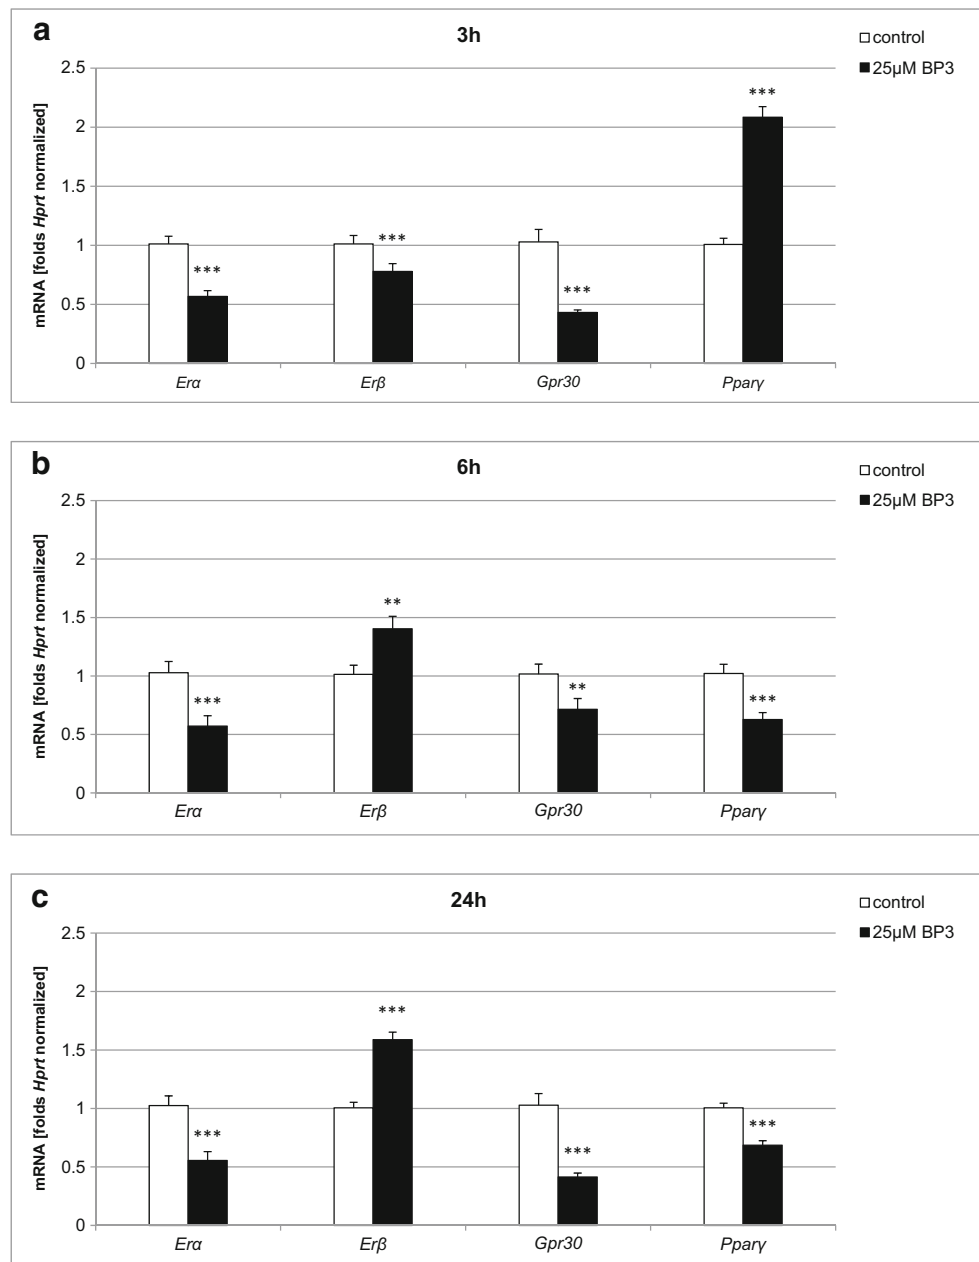 a
3h
control
25µM BP3
mRNA [folds Hprt normalized]
2.5
2
1.5
1
0.5
0
***
***
***
***
Erα
Erβ
Gpr30
Pparγ
b
6h
control
25µM BP3
mRNA [folds Hprt normalized]
2.5
2
1.5
1
0.5
0
***
**
**
***
Erα
Erβ
Gpr30
Pparγ
c
24h
control
25µM BP3
mRNA [folds Hprt normalized]
2.5
2
1.5
1
0.5
0
***
***
***
***
Erα
Erβ
Gpr30
Pparγ